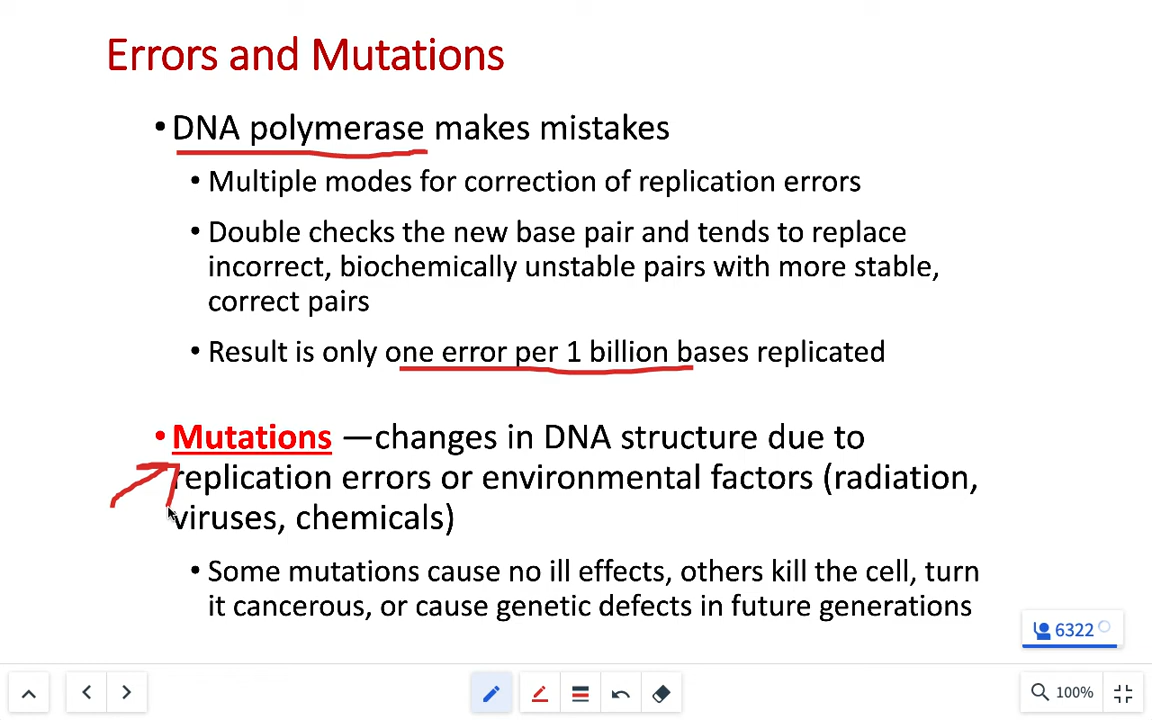 Errors and Mutations
•DNA polymerase makes mistakes
• Multiple modes for correction of replication errors
• Double checks the new base pair and tends to replace
incorrect, biochemically unstable pairs with more stable,
correct pairs
• Result is only one error per 1 billion bases replicated
•Mutations —changes in DNA structure due to
replication errors or environmental factors (radiation,
viruses, chemicals)
• Some mutations cause no ill effects, others kill the cell, turn
it cancerous, or cause genetic defects in future generations
6322
100%